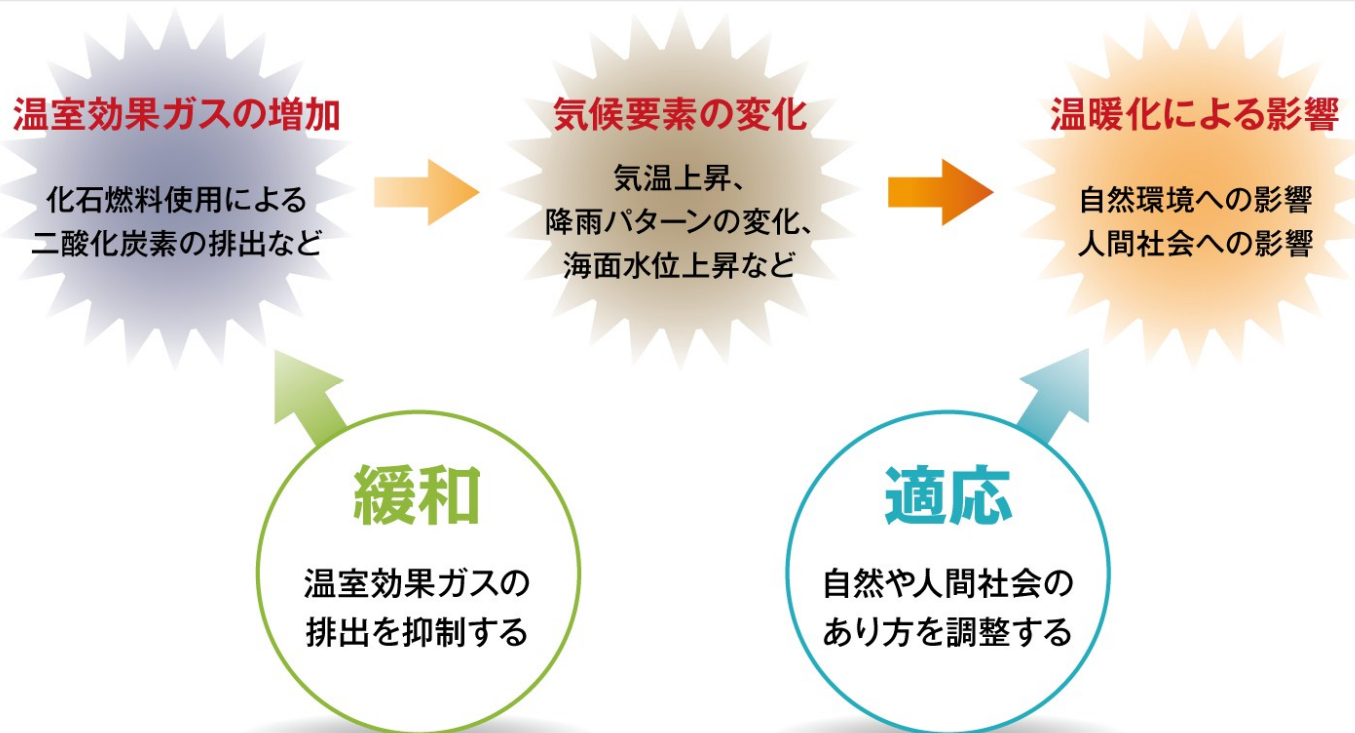 温室効果ガスの増加
化石燃料使用による
二酸化炭素の排出など
気候要素の変化
気温上昇、
降雨パターンの変化、
海面水位上昇など
温暖化による影響
自然環境への影響
人間社会への影響
緩和
温室効果ガスの
排出を抑制する
適応
自然や人間社会の
あり方を調整する